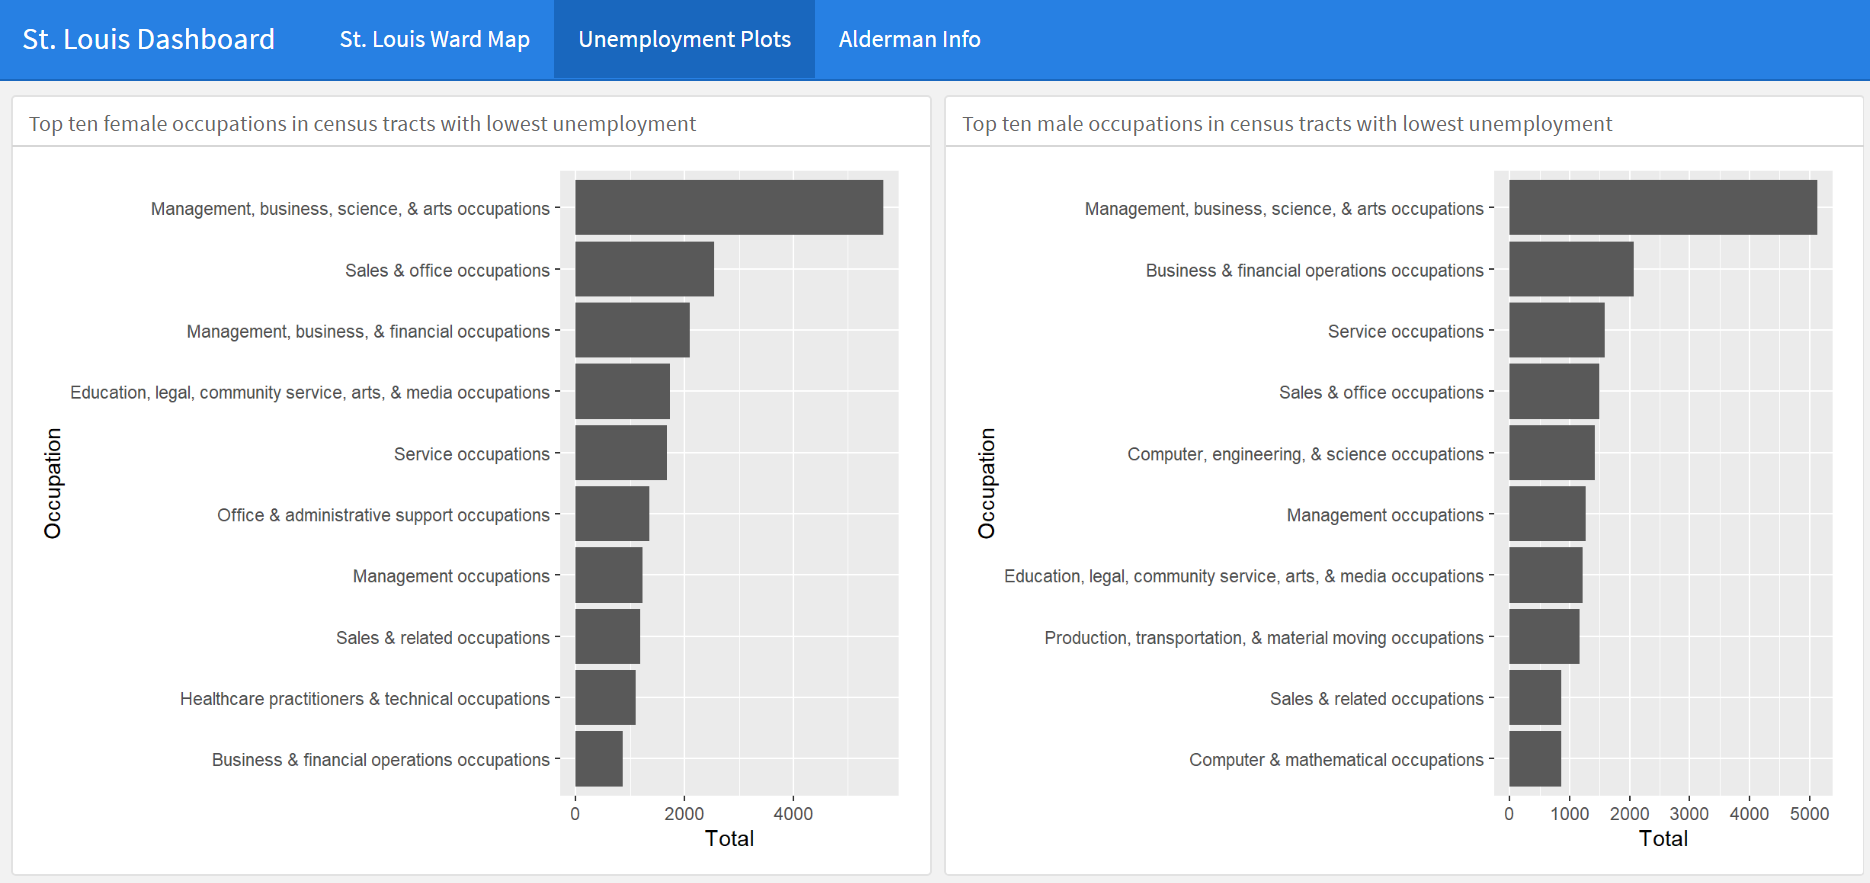 St. Louis Dashboard
St. Louis Ward Map
Unemployment Plots
Alderman Info
Top ten female occupations in census tracts with lowest unemployment
Occupation
Management, business, science, & arts occupations
Sales & office occupations
Management, business, & financial occupations
Education, legal, community service, arts, & media occupations
Service occupations
Office & administrative support occupations
Management occupations
Sales & related occupations
Healthcare practitioners & technical occupations
Business & financial operations occupations
0 2000 4000
Total
Top ten male occupations in census tracts with lowest unemployment
Occupation
Management, business, science, & arts occupations
Business & financial operations occupations
Service occupations
Sales & office occupations
Computer, engineering, & science occupations
Management occupations
Education, legal, community service, arts, & media occupations
Production, transportation, & material moving occupations
Sales & related occupations
Computer & mathematical occupations
0 1000 2000 3000 4000 5000
Total